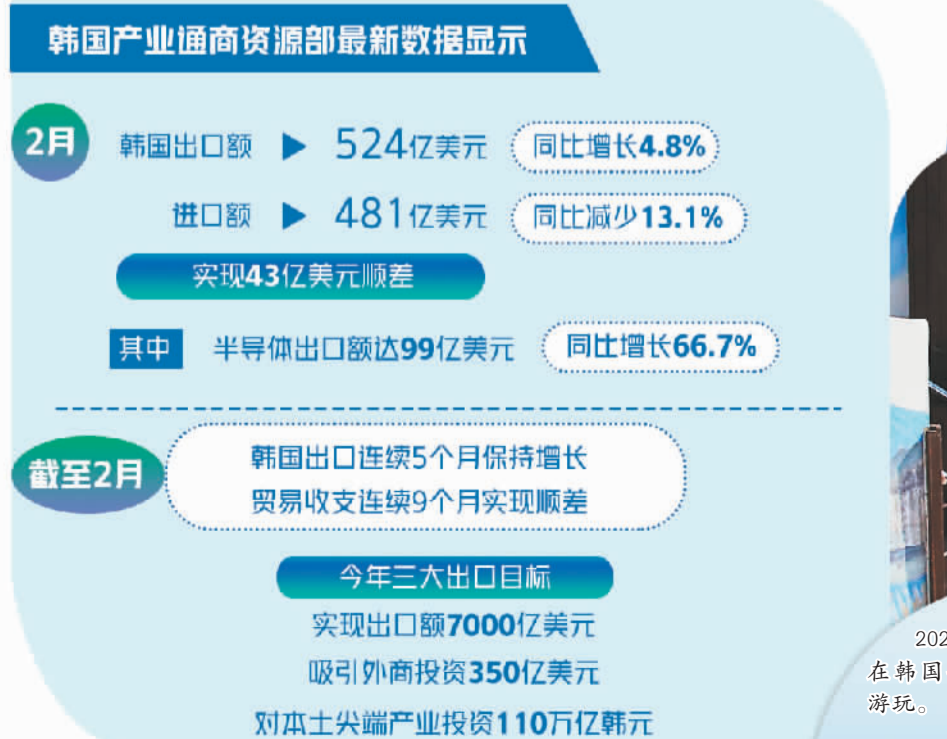 韩国产业通商资源部最新数据显示
2月
韩国出口额 ▶ 524亿美元 同比增长4.8%
进口额 ▶ 481亿美元 同比减少13.1%
实现43亿美元顺差
其中 半导体出口额达99亿美元 同比增长66.7%
截至2月
韩国出口连续5个月保持增长
贸易收支连续9个月实现顺差
今年三大出口目标
实现出口额7000亿美元
吸引外商投资350亿美元
对本土尖端产业投资110万亿韩元
202
在韩国
游玩。